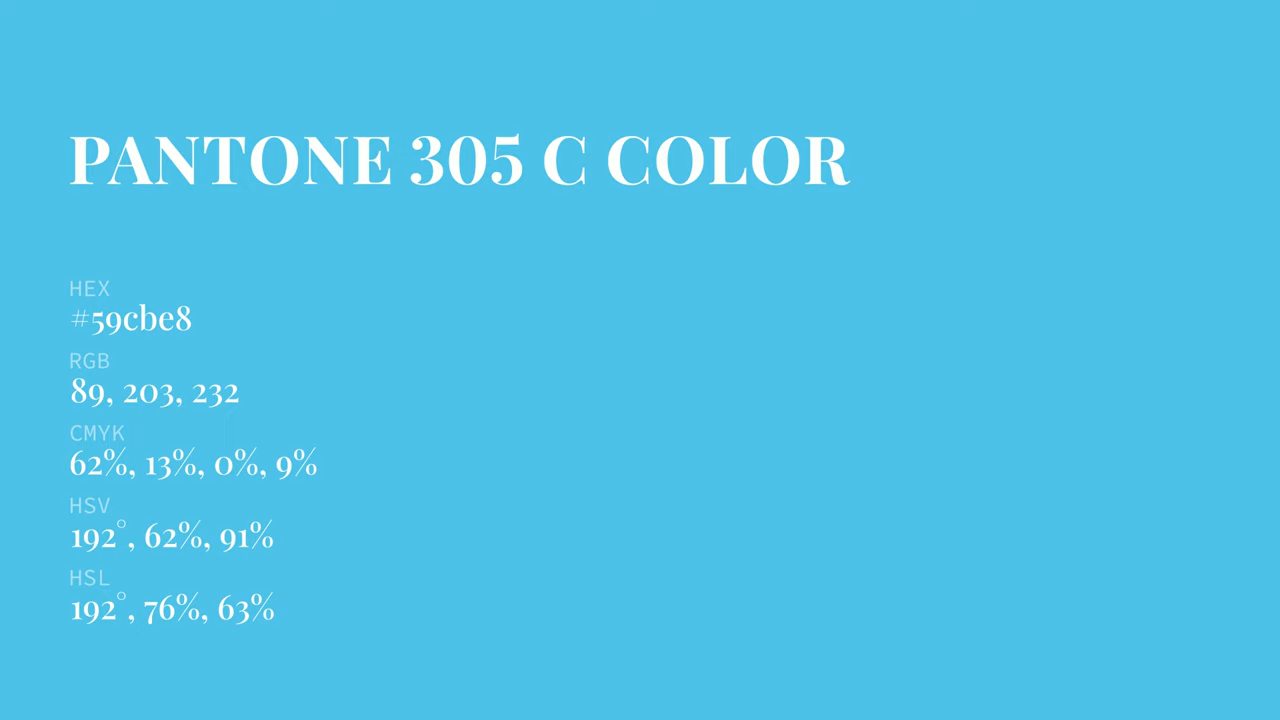 PANTONE 305 C COLOR
HEX
#59cbe8
RGB
89, 203, 232
CMYK
62%, 13%, 0%, 9%
HSV
192°, 62%, 91%
HSL
192°, 76%, 63%